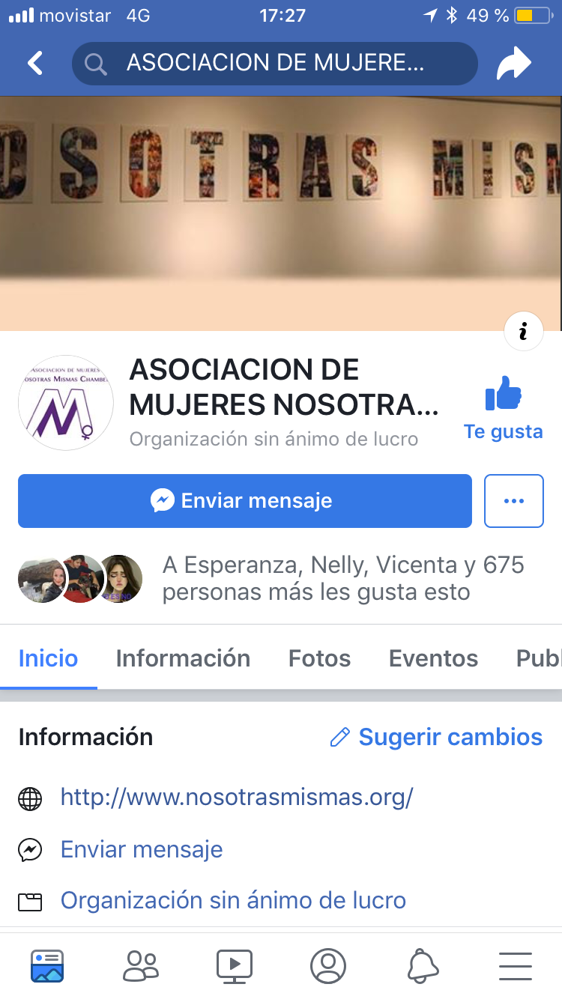 movistar 4G 17:27 49 %
ASOCIACION DE MUJERE...
OSOTRAS MISM
ASOCIACION DE MUJERES
OSOTRAS MISMAS CHAMBE
ASOCIACION DE
MUJERES NOSOTRA...
Organización sin ánimo de lucro
Te gusta
Enviar mensaje
A Esperanza, Nelly, Vicenta y 675
personas más les gusta esto
Inicio Información Fotos Eventos Publ
Información Sugerir cambios
http://www.nosotrasmismas.org/
Enviar mensaje
Organización sin ánimo de lucro